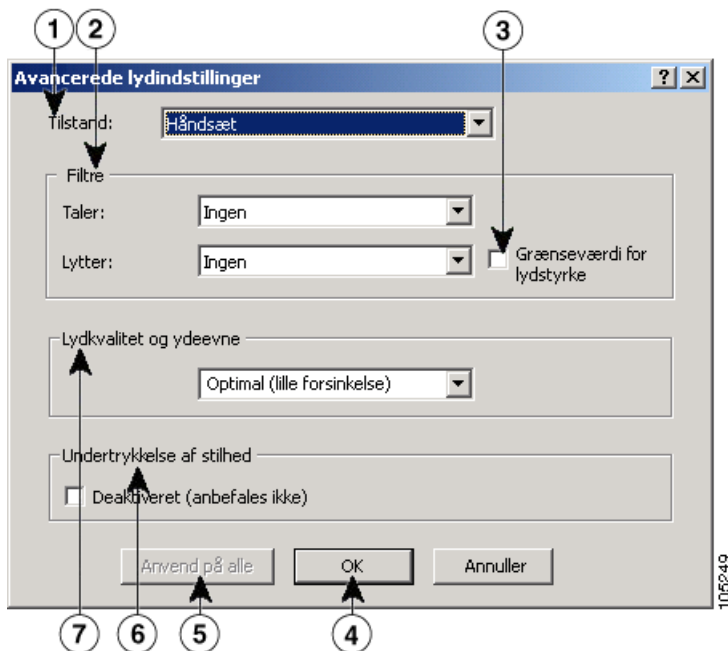 1 2 3
Avancerede lydindstillinger ? ×
Tilstand: Håndsæt
Filtre
Taler: Ingen
Lytter: Ingen
Grænseværdi for
lydstyrke
Lydkvalitet og ydeevne
Optimal (lille forsinkelse)
Undertrykkelse af stilhed
Deaktiveret (anbefales ikke)
Anvend på alle OK Annuller
105249
7 6 5 4